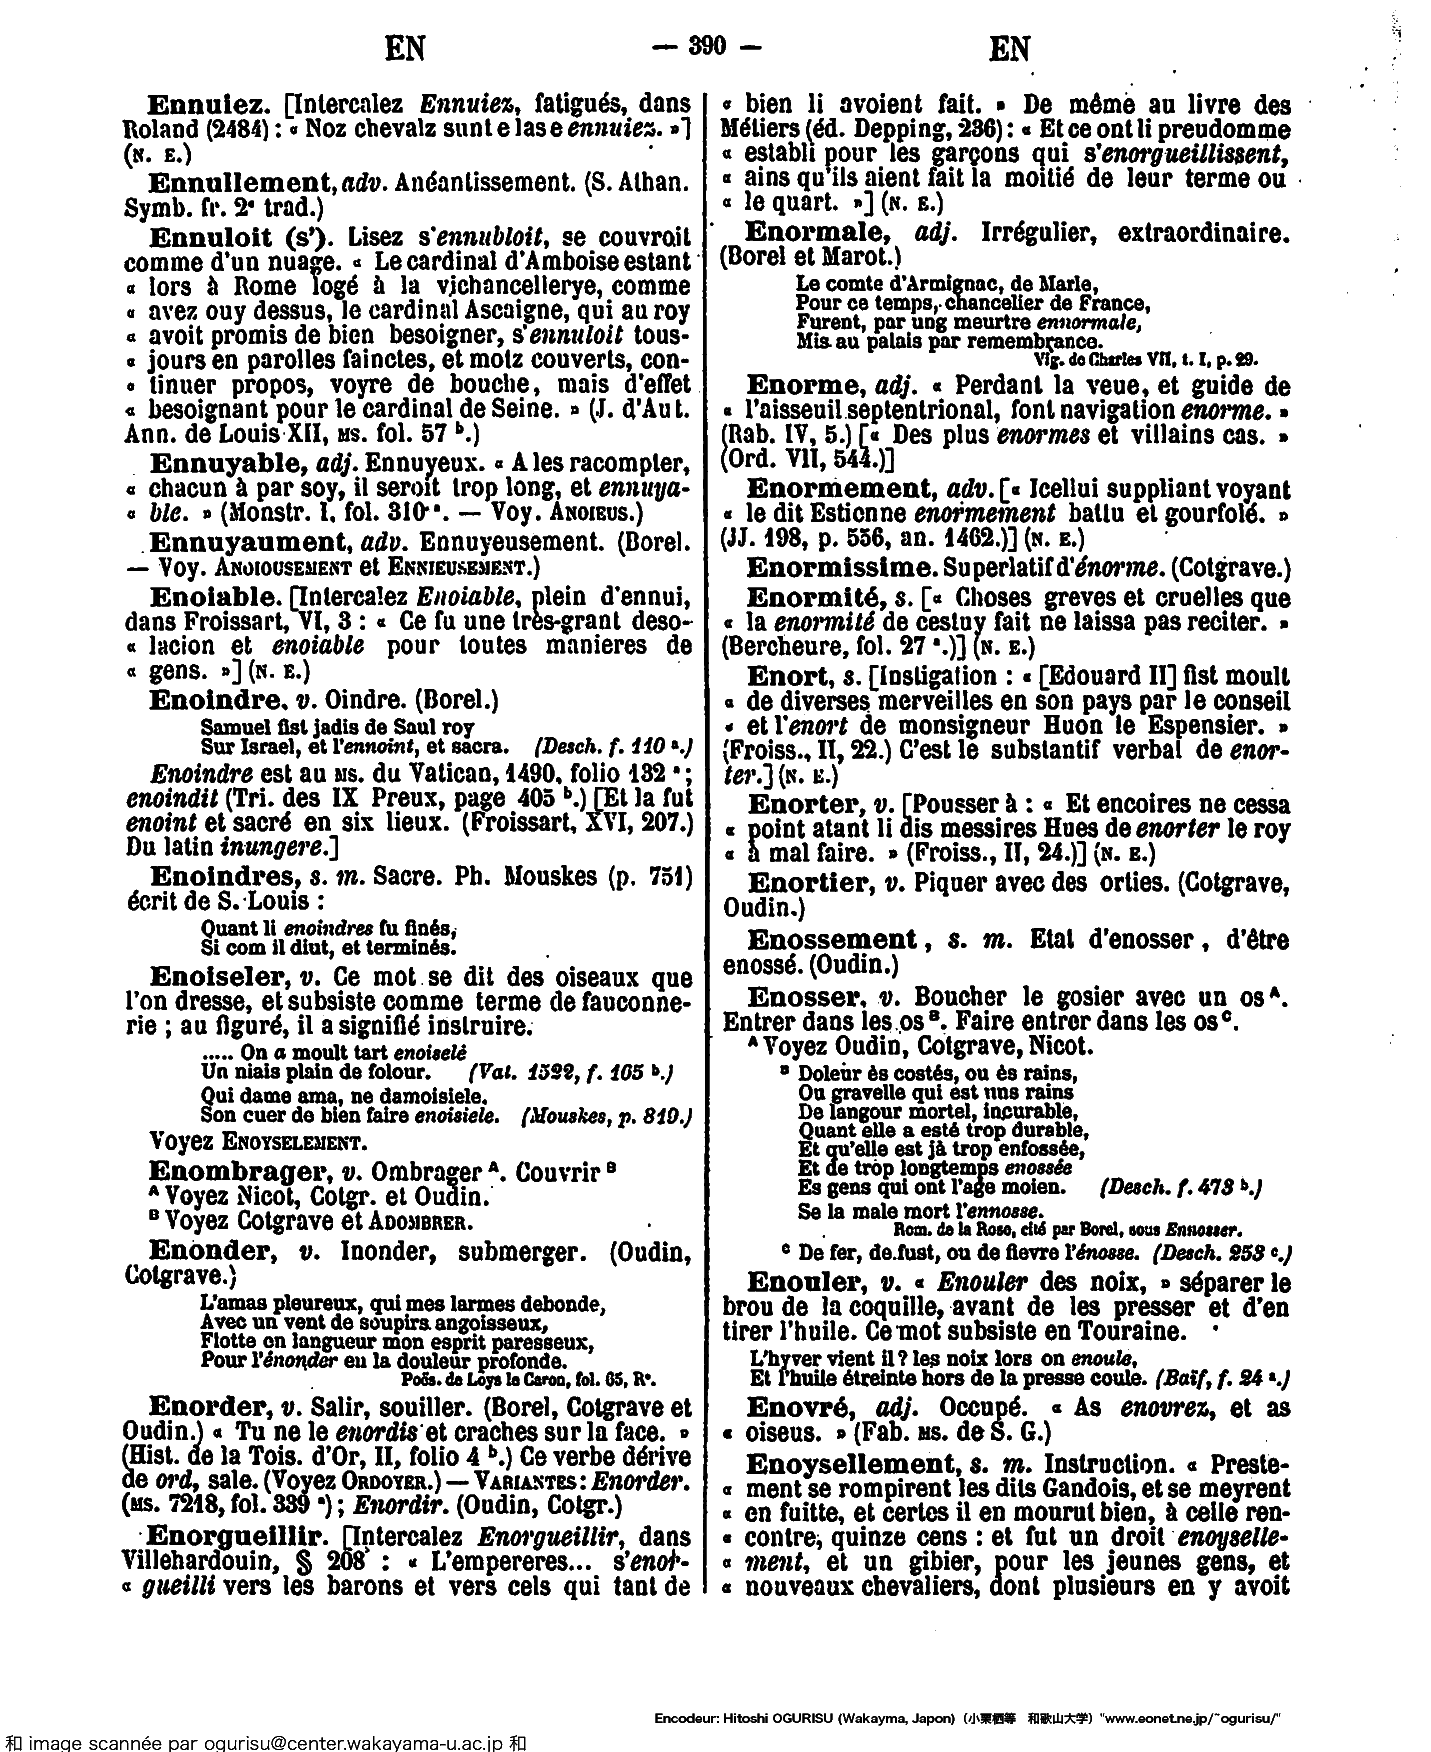 EN — 390 — EN
Ennuiez. [Intercalez Ennuiez, fatigués, dans
Roland (2484) : « Noz chevalz sunt e las e ennuiez. »]
(N. E.)
Ennullement, adv. Anéantissement. (S. Athan.
Symb. fr. 2e trad.)
Ennuloit (s'). Lisez s'ennubloit, se couvroit
comme d'un nuage. « Le cardinal d'Amboise estant
« lors à Rome logé à la vichancellerye, comme
« avez ouy dessus, le cardinal Ascaigne, qui au roy
« avoit promis de bien besoigner, s'ennuloit tous-
« jours en parolles fainctes, et motz couverts, con-
« tinuer propos, voyre de bouche, mais d'effet
« besoignant pour le cardinal de Seine. » (J. d'Aut.
Ann. de Louis XII, MS. fol. 57 b.)
Ennuyable, adj. Ennuyeux. « A les racompter,
« chacun à par soy, il seroit trop long, et ennuya-
« ble. » (Monstr. I. fol. 310 a. — Voy. ANOIEUS.)
Ennuyaument, adv. Ennuyeusement. (Borel.
— Voy. ANOIOUSEMENT et ENNIEUSEMENT.)
Enoiable. [Intercalez Enoiable, plein d'ennui,
dans Froissart, VI, 3 : « Ce fu une très-grant deso-
« lacion et enoiable pour toutes manieres de
« gens. »] (N. E.)
Enoindre, v. Oindre. (Borel.)
Samuel fist jadis de Saul roy
Sur Israel, et l'ennoint, et sacra. (Desch. f. 110 a.)
Enoindre est au MS. du Vatican, 1490, folio 132 a ;
enoindit (Tri. des IX Preux, page 405 b.) [Et la fut
enoint et sacré en six lieux. (Froissart, XVI, 207.)
Du latin inungere.]
Enoindres, s. m. Sacre. Ph. Mouskes (p. 751)
écrit de S. Louis :
Quant li enoindres fu finés,
Si com il diut, et terminés.
Enoiseler, v. Ce mot se dit des oiseaux que
l'on dresse, et subsiste comme terme de fauconne-
rie ; au figuré, il a signifié instruire.
..... On a moult tart enoiselé
Un niais plain de folour. (Vat. 1522, f. 165 b.)
Qui dame ama, ne damoisiele.
Son cuer de bien faire enoisiele. (Mouskes, p. 819.)
Voyez ENOYSELEMENT.
Enombrager, v. Ombrager A. Couvrir B
A Voyez Nicot, Cotgr. et Oudin.
B Voyez Cotgrave et ADOMBRER.
Enonder, v. Inonder, submerger. (Oudin,
Cotgrave.)
L'amas pleureux, qui mes larmes debonde,
Avec un vent de soupirs angoisseux,
Flotte en langueur mon esprit paresseux,
Pour l'énonder en la douleur profonde.
Poës. de Loys le Caron, fol. 65, R°.
Enorder, v. Salir, souiller. (Borel, Cotgrave et
Oudin.) « Tu ne le enordis et craches sur la face. »
(Hist. de la Tois. d'Or, II, folio 4 b.) Ce verbe dérive
de ord, sale. (Voyez ORDOYER.) — VARIANTES : Enorder.
(MS. 7218, fol. 339 a) ; Enordir. (Oudin, Cotgr.)
Enorgueillir. [Intercalez Enorgueillir, dans
Villehardouin, § 208 : « L'empereres... s'enor-
« gueilli vers les barons et vers cels qui tant de
« bien li avoient fait. » De même au livre des
Métiers (éd. Depping, 236) : « Et ce ont li preudomme
« establi pour les garçons qui s'enorgueillissent,
« ains qu'ils aient fait la moitié de leur terme ou
« le quart. »] (N. E.)
Enormale, adj. Irrégulier, extraordinaire.
(Borel et Marot.)
Le comte d'Armignac, de Marle,
Pour ce temps, chancelier de France,
Furent, par ung meurtre ennormale,
Mis au palais par remembrance.
Vig. de Charles VII, t. I, p. 29.
Enorme, adj. « Perdant la veue, et guide de
« l'aisseuil septentrional, font navigation enorme. »
(Rab. IV, 5.) [« Des plus enormes et villains cas. »
(Ord. VII, 544.)]
Enormement, adv. [« Icellui suppliant voyant
« le dit Estienne enormement battu et gourfolé. »
(JJ. 198, p. 556, an. 1462.)] (N. E.)
Enormissime. Superlatif d'énorme. (Cotgrave.)
Enormité, s. [« Choses greves et cruelles que
« la enormité de cestuy fait ne laissa pas reciter. »
(Bercheure, fol. 27 a.)] (N. E.)
Enort, s. [Instigation : « [Edouard II] fist moult
« de diverses merveilles en son pays par le conseil
« et l'enort de monsigneur Huon le Espensier. »
(Froiss., II, 22.) C'est le substantif verbal de enor-
ter.] (N. E.)
Enorter, v. [Pousser à : « Et encoires ne cessa
« point atant li dis messires Hues de enorter le roy
« à mal faire. » (Froiss., II, 24.)] (N. E.)
Enortier, v. Piquer avec des orties. (Cotgrave,
Oudin.)
Enossement, s. m. Etat d'enosser, d'être
enossé. (Oudin.)
Enosser, v. Boucher le gosier avec un os A.
Entrer dans les os B. Faire entrer dans les os C.
A Voyez Oudin, Cotgrave, Nicot.
B Doleur ès costés, ou ès rains,
Ou gravelle qui est uns rains
De langour mortel, incurable,
Quant elle a esté trop durable,
Et qu'elle est jà trop enfossée,
Et de trop longtemps enossée
Es gens qui ont l'age moien. (Desch. f. 473 b.)
Se la male mort l'ennosse.
Rom. de la Rose, cité par Borel, sous Ennosser.
C De fer, de fust, ou de fievre l'énosse. (Desch. 253 c.)
Enouler, v. « Enouler des noix, » séparer le
brou de la coquille, avant de les presser et d'en
tirer l'huile. Ce mot subsiste en Touraine.
L'hyver vient il ? les noix lors on enoule,
Et l'huile étreinte hors de la presse coule. (Baïf, f. 24 a.)
Enovré, adj. Occupé. « As enovrez, et as
« oiseus. » (Fab. MS. de S. G.)
Enoysellement, s. m. Instruction. « Preste-
« ment se rompirent les dits Gandois, et se meyrent
« en fuitte, et certes il en mourut bien, à celle ren-
« contre, quinze cens : et fut un droit enoyselle-
« ment, et un gibier, pour les jeunes gens, et
« nouveaux chevaliers, dont plusieurs en y avoit
Encodeur: Hitoshi OGURISU (Wakayma, Japon) (小栗栖等 和歌山大学) "www.eonet.ne.jp/~ogurisu/"
和 image scannée par ogurisu@center.wakayama-u.ac.jp 和